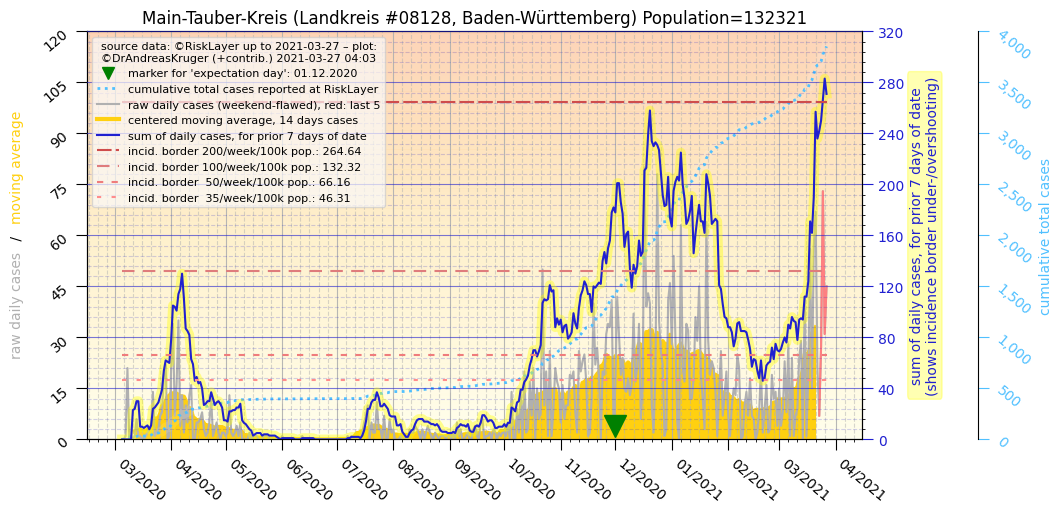 Main-Tauber-Kreis (Landkreis #08128, Baden-Württemberg) Population=132321
source data: ©RiskLayer up to 2021-03-27 – plot:
©DrAndreasKruger (+contrib.) 2021-03-27 04:03
marker for 'expectation day': 01.12.2020
cumulative total cases reported at RiskLayer
raw daily cases (weekend-flawed), red: last 5
centered moving average, 14 days cases
sum of daily cases, for prior 7 days of date
incid. border 200/week/100k pop.: 264.64
incid. border 100/week/100k pop.: 132.32
incid. border  50/week/100k pop.: 66.16
incid. border  35/week/100k pop.: 46.31
raw daily cases  /  moving average
120
105
90
75
60
45
30
15
0
320
280
240
200
160
120
80
40
0
sum of daily cases, for prior 7 days of date
(shows incidence border under-/overshooting)
4,000
3,500
3,000
2,500
2,000
1,500
1,000
500
0
cumulative total cases
03/2020
04/2020
05/2020
06/2020
07/2020
08/2020
09/2020
10/2020
11/2020
12/2020
01/2021
02/2021
03/2021
04/2021